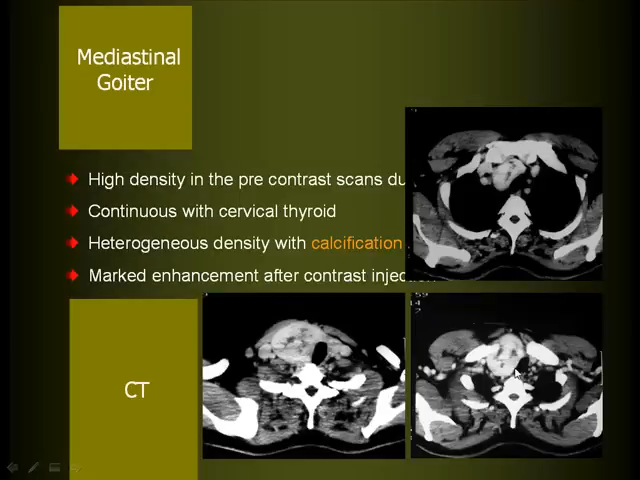 Mediastinal
Goiter
High density in the pre contrast scans du
Continuous with cervical thyroid
Heterogeneous density with calcification
Marked enhancement after contrast injection
CT